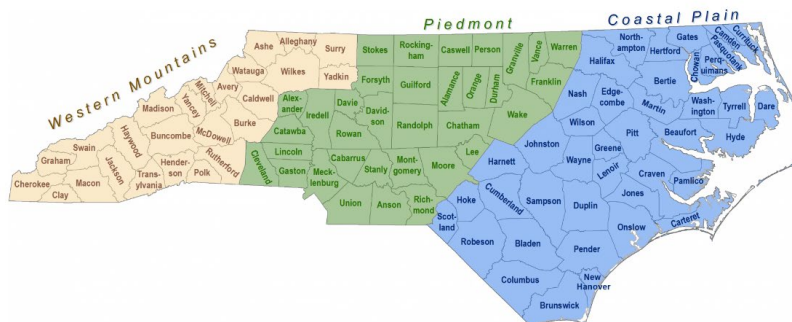 Western Mountains
Piedmont
Coastal Plain
Ashe
Alleghany
Surry
Watauga
Wilkes
Yadkin
Mitchell
Avery
Caldwell
Yancey
Madison
Burke
McDowell
Buncombe
Haywood
Swain
Graham
Jackson
Rutherford
Hender-
son
Polk
Tran-
sylvania
Macon
Cherokee
Clay
Stokes
Rocking-
ham
Caswell
Person
Granville
Vance
Warren
Forsyth
Guilford
Alamance
Orange
Durham
Franklin
Alex-
ander
Iredell
Davie
David-
son
Wake
Catawba
Rowan
Randolph
Chatham
Lincoln
Cabarrus
Lee
Cleveland
Gaston
Meck-
lenburg
Stanly
Mont-
gomery
Moore
Union
Anson
Rich-
mond
North-
ampton
Gates
Hertford
Halifax
Currituck
Camden
Pasquotank
Per-
quimans
Chowan
Bertie
Nash
Edge-
combe
Martin
Wash-
ington
Tyrrell
Dare
Wilson
Pitt
Beaufort
Hyde
Johnston
Greene
Wayne
Harnett
Lenoir
Craven
Pamlico
Jones
Carteret
Hoke
Scot-
land
Cumberland
Sampson
Duplin
Onslow
Robeson
Bladen
Pender
Columbus
New
Hanover
Brunswick